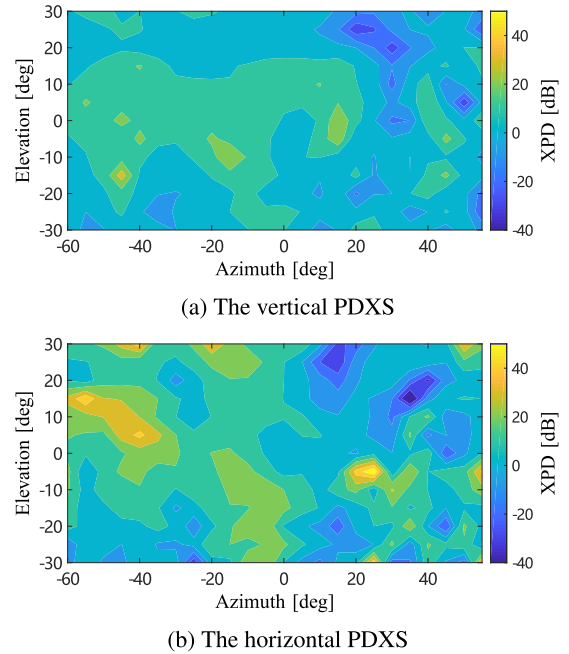 30
20
10
0
-10
-20
-30
Elevation [deg]
-60 -40 -20 0 20 40
Azimuth [deg]
40
20
0
-20
-40
XPD [dB]
(a) The vertical PDXS
30
20
10
0
-10
-20
-30
Elevation [deg]
-60 -40 -20 0 20 40
Azimuth [deg]
40
20
0
-20
-40
XPD [dB]
(b) The horizontal PDXS